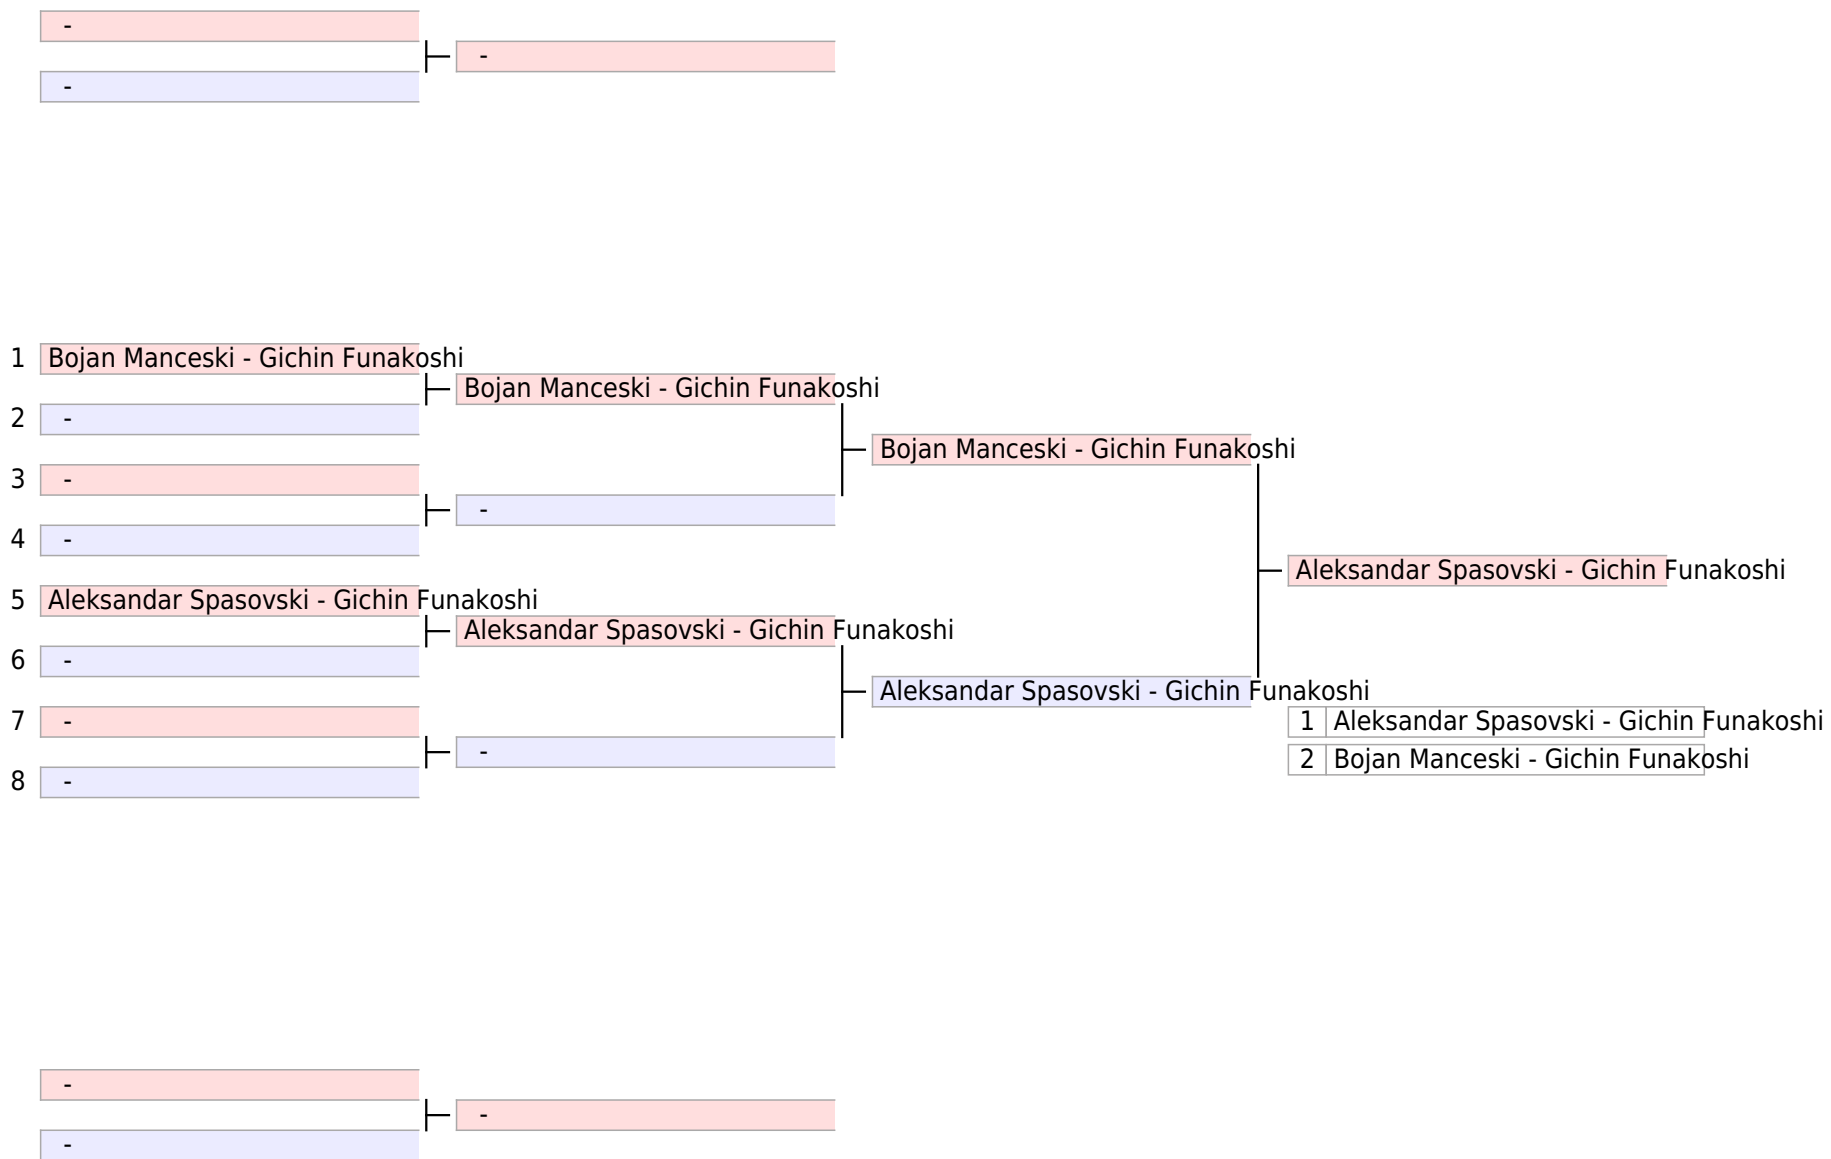 -
-
-
1 Bojan Manceski - Gichin Funakoshi
Bojan Manceski - Gichin Funakoshi
2 -
Bojan Manceski - Gichin Funakoshi
3 -
-
4 -
Aleksandar Spasovski - Gichin Funakoshi
5 Aleksandar Spasovski - Gichin Funakoshi
Aleksandar Spasovski - Gichin Funakoshi
6 -
Aleksandar Spasovski - Gichin Funakoshi
7 -
1 Aleksandar Spasovski - Gichin Funakoshi
-
2 Bojan Manceski - Gichin Funakoshi
8 -
-
-
-